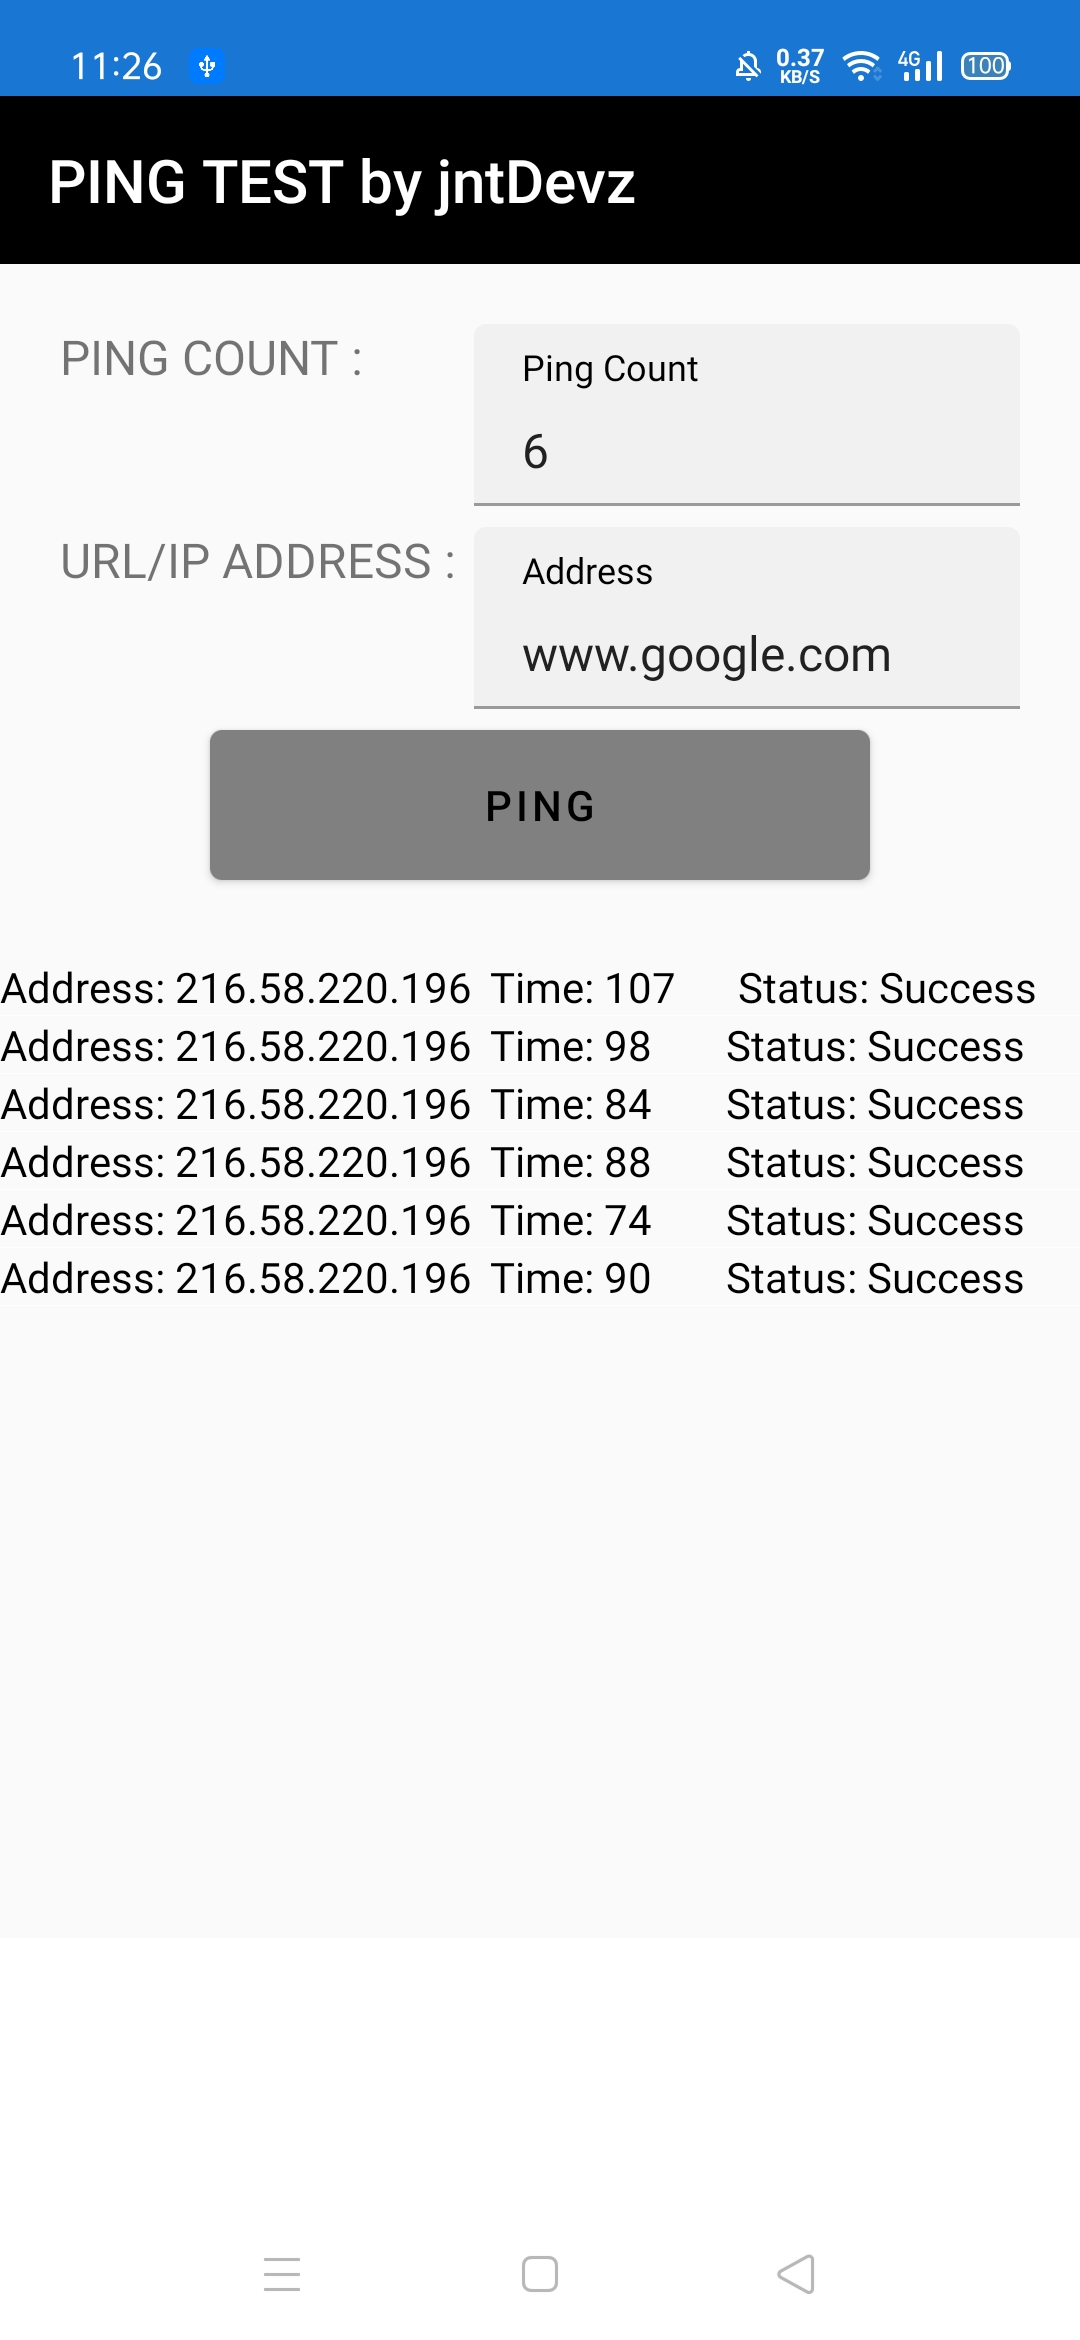 11:26 0.37 KB/S 4G 100
PING TEST by jntDevz
PING COUNT :
Ping Count
6
URL/IP ADDRESS :
Address
www.google.com
PING
Address: 216.58.220.196 Time: 107 Status: Success
Address: 216.58.220.196 Time: 98 Status: Success
Address: 216.58.220.196 Time: 84 Status: Success
Address: 216.58.220.196 Time: 88 Status: Success
Address: 216.58.220.196 Time: 74 Status: Success
Address: 216.58.220.196 Time: 90 Status: Success